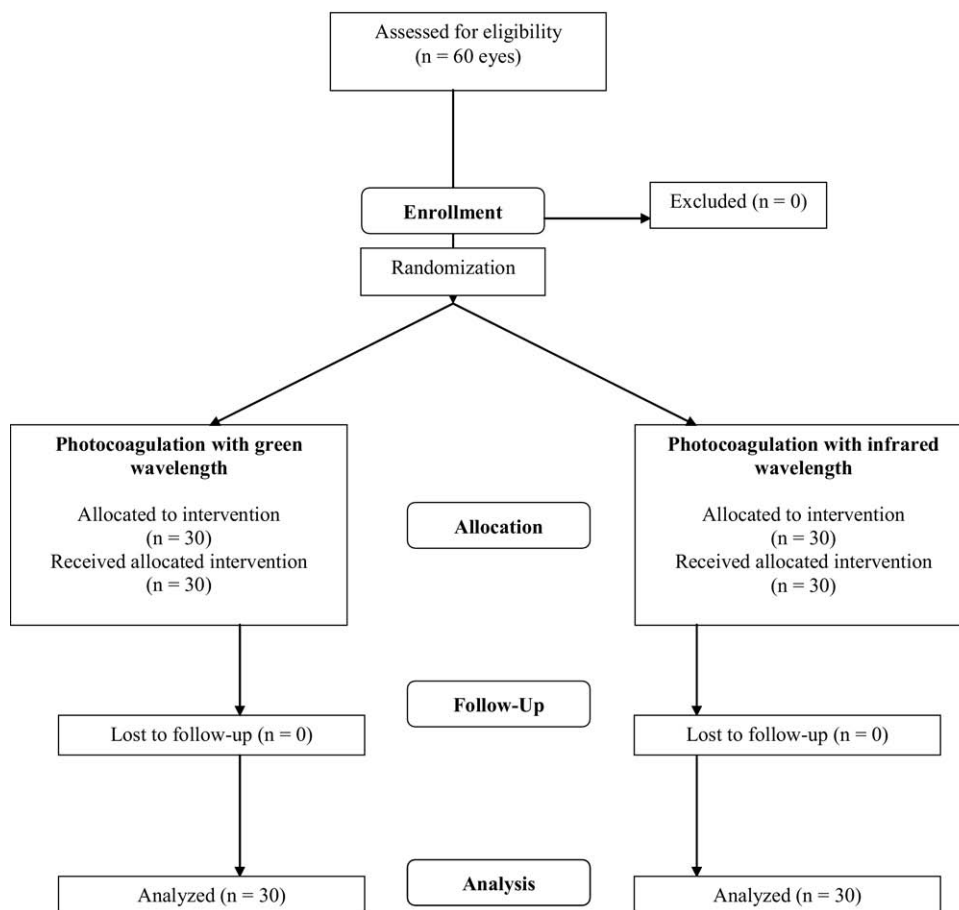 Assessed for eligibility
(n = 60 eyes)
Enrollment
Excluded (n = 0)
Randomization
Photocoagulation with green
wavelength
Allocated to intervention
(n = 30)
Received allocated intervention
(n = 30)
Photocoagulation with infrared
wavelength
Allocated to intervention
(n = 30)
Received allocated intervention
(n = 30)
Allocation
Follow-Up
Lost to follow-up (n = 0)
Lost to follow-up (n = 0)
Analysis
Analyzed (n = 30)
Analyzed (n = 30)